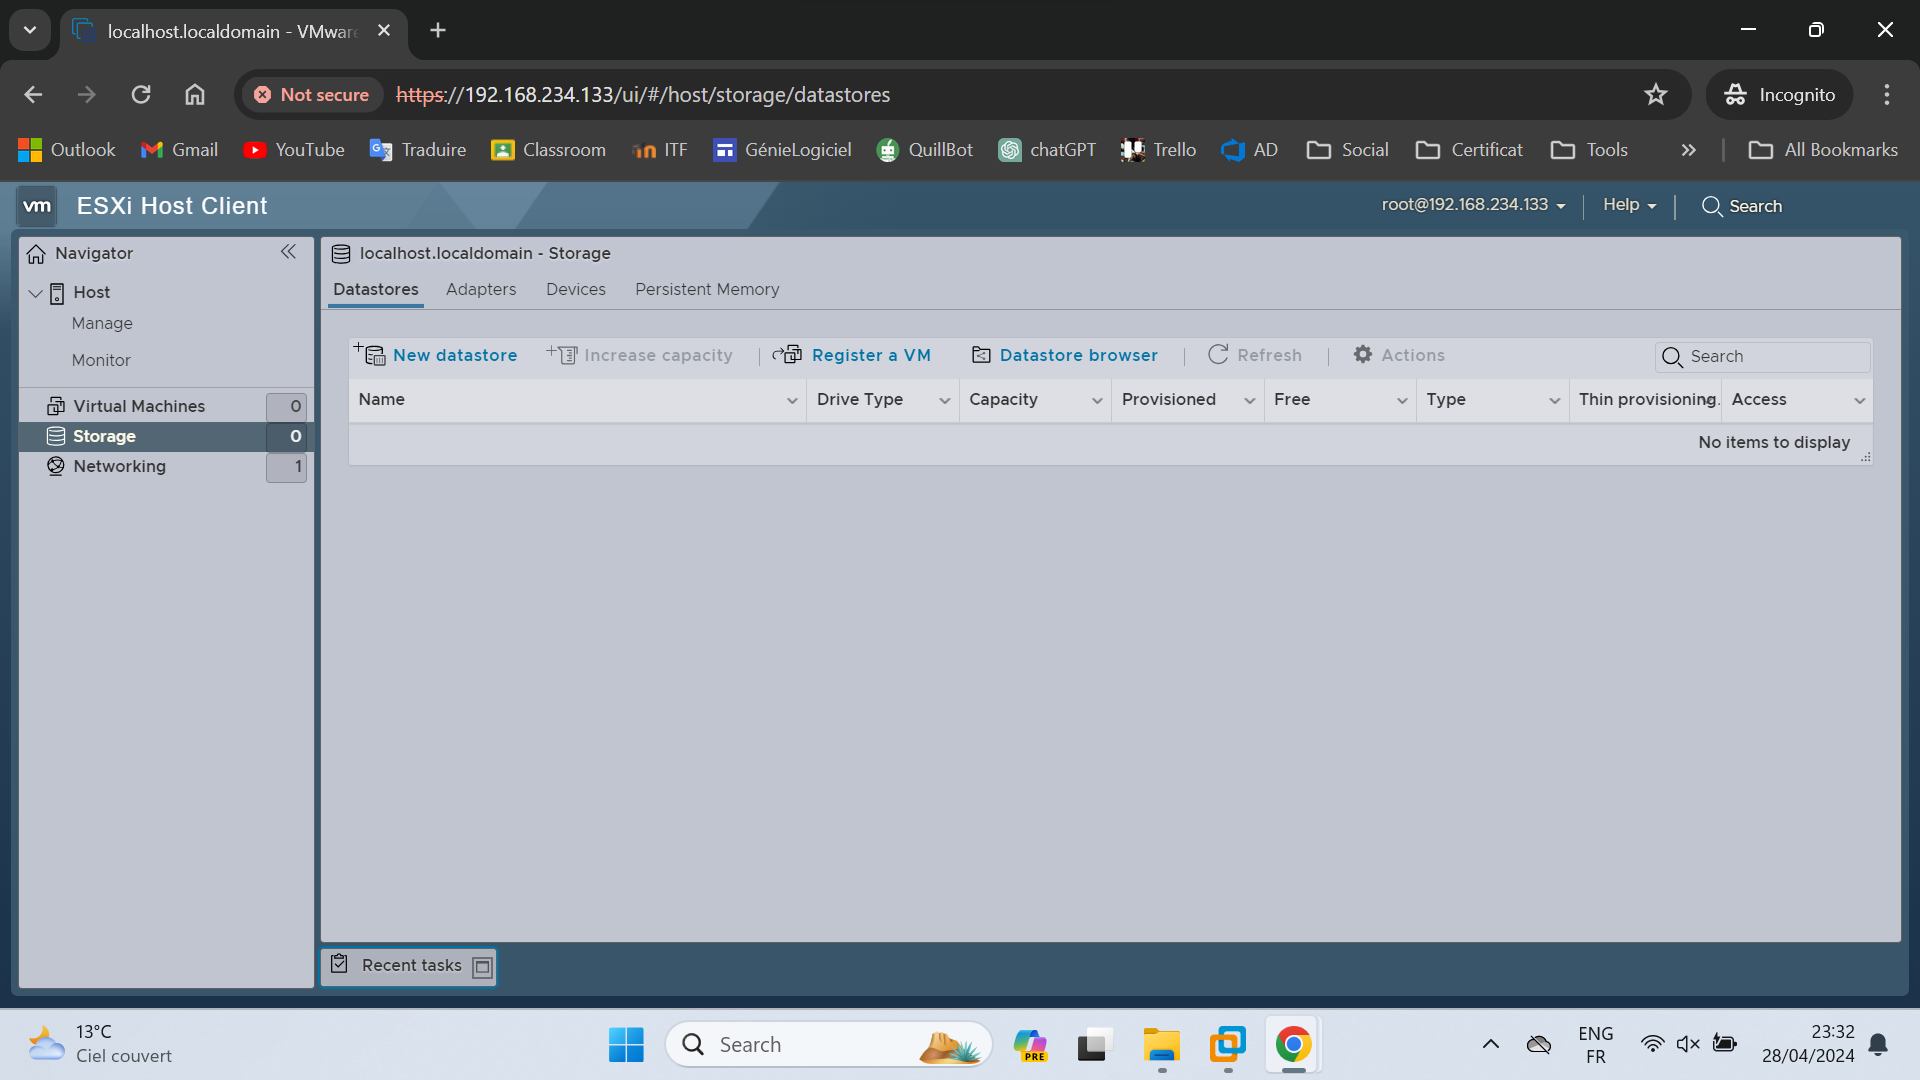 localhost.localdomain - VMware
Not secure
https://192.168.234.133/ui/#/host/storage/datastores
Incognito
Outlook
Gmail
YouTube
Traduire
Classroom
ITF
GénieLogiciel
QuillBot
chatGPT
Trello
AD
Social
Certificat
Tools
All Bookmarks
vm
ESXi Host Client
root@192.168.234.133
Help
Search
Navigator
Host
Manage
Monitor
Virtual Machines 0
Storage 0
Networking 1
localhost.localdomain - Storage
Datastores
Adapters
Devices
Persistent Memory
New datastore
Increase capacity
Register a VM
Datastore browser
Refresh
Actions
Search
Name
Drive Type
Capacity
Provisioned
Free
Type
Thin provisioning
Access
No items to display
Recent tasks
13°C
Ciel couvert
Search
PRE
ENG
FR
23:32
28/04/2024